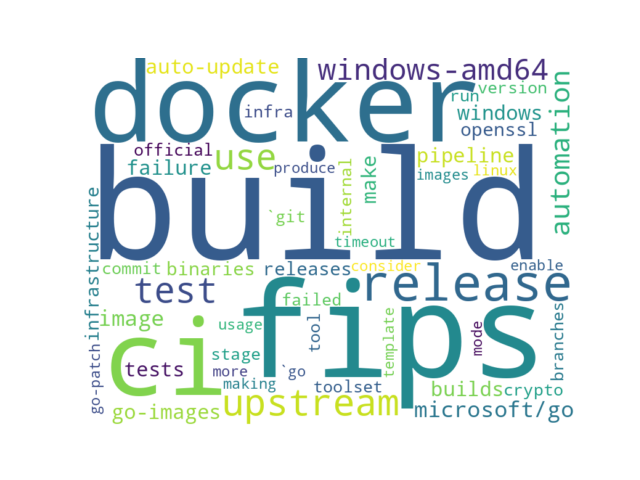 auto-update
windows-amd64
docker
run
version
infra
windows
openssl
automation
official
failure
use
produce
internal
make
pipeline
images
linux
build
`git
timeout
infrastructure
commit
binaries
releases
consider
enable
test
release
image
ci
failed
fips
usage
tool
template
mode
branches
stage
tests
more
`go
making
toolset
builds
crypto
go-patch
go-images
upstream
microsoft/go